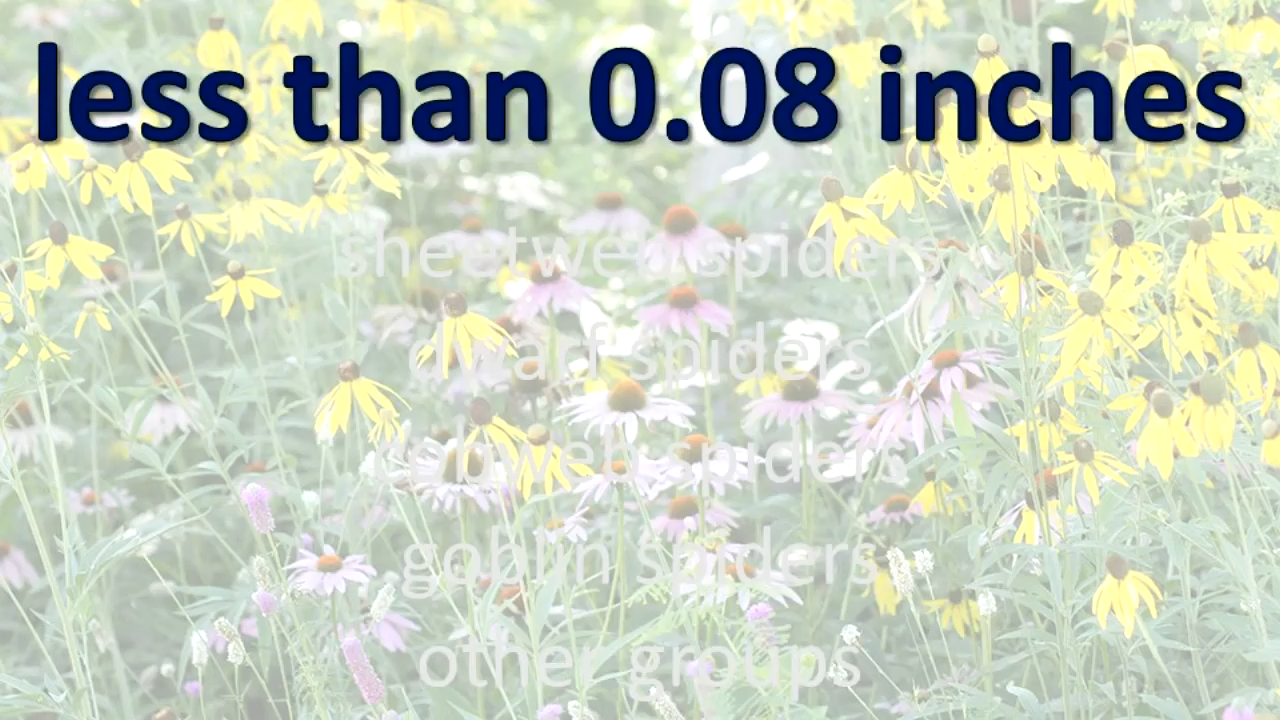 less than 0.08 inches
sheetweb spiders
dwarf spiders
cobweb spiders
goblin spiders
other groups